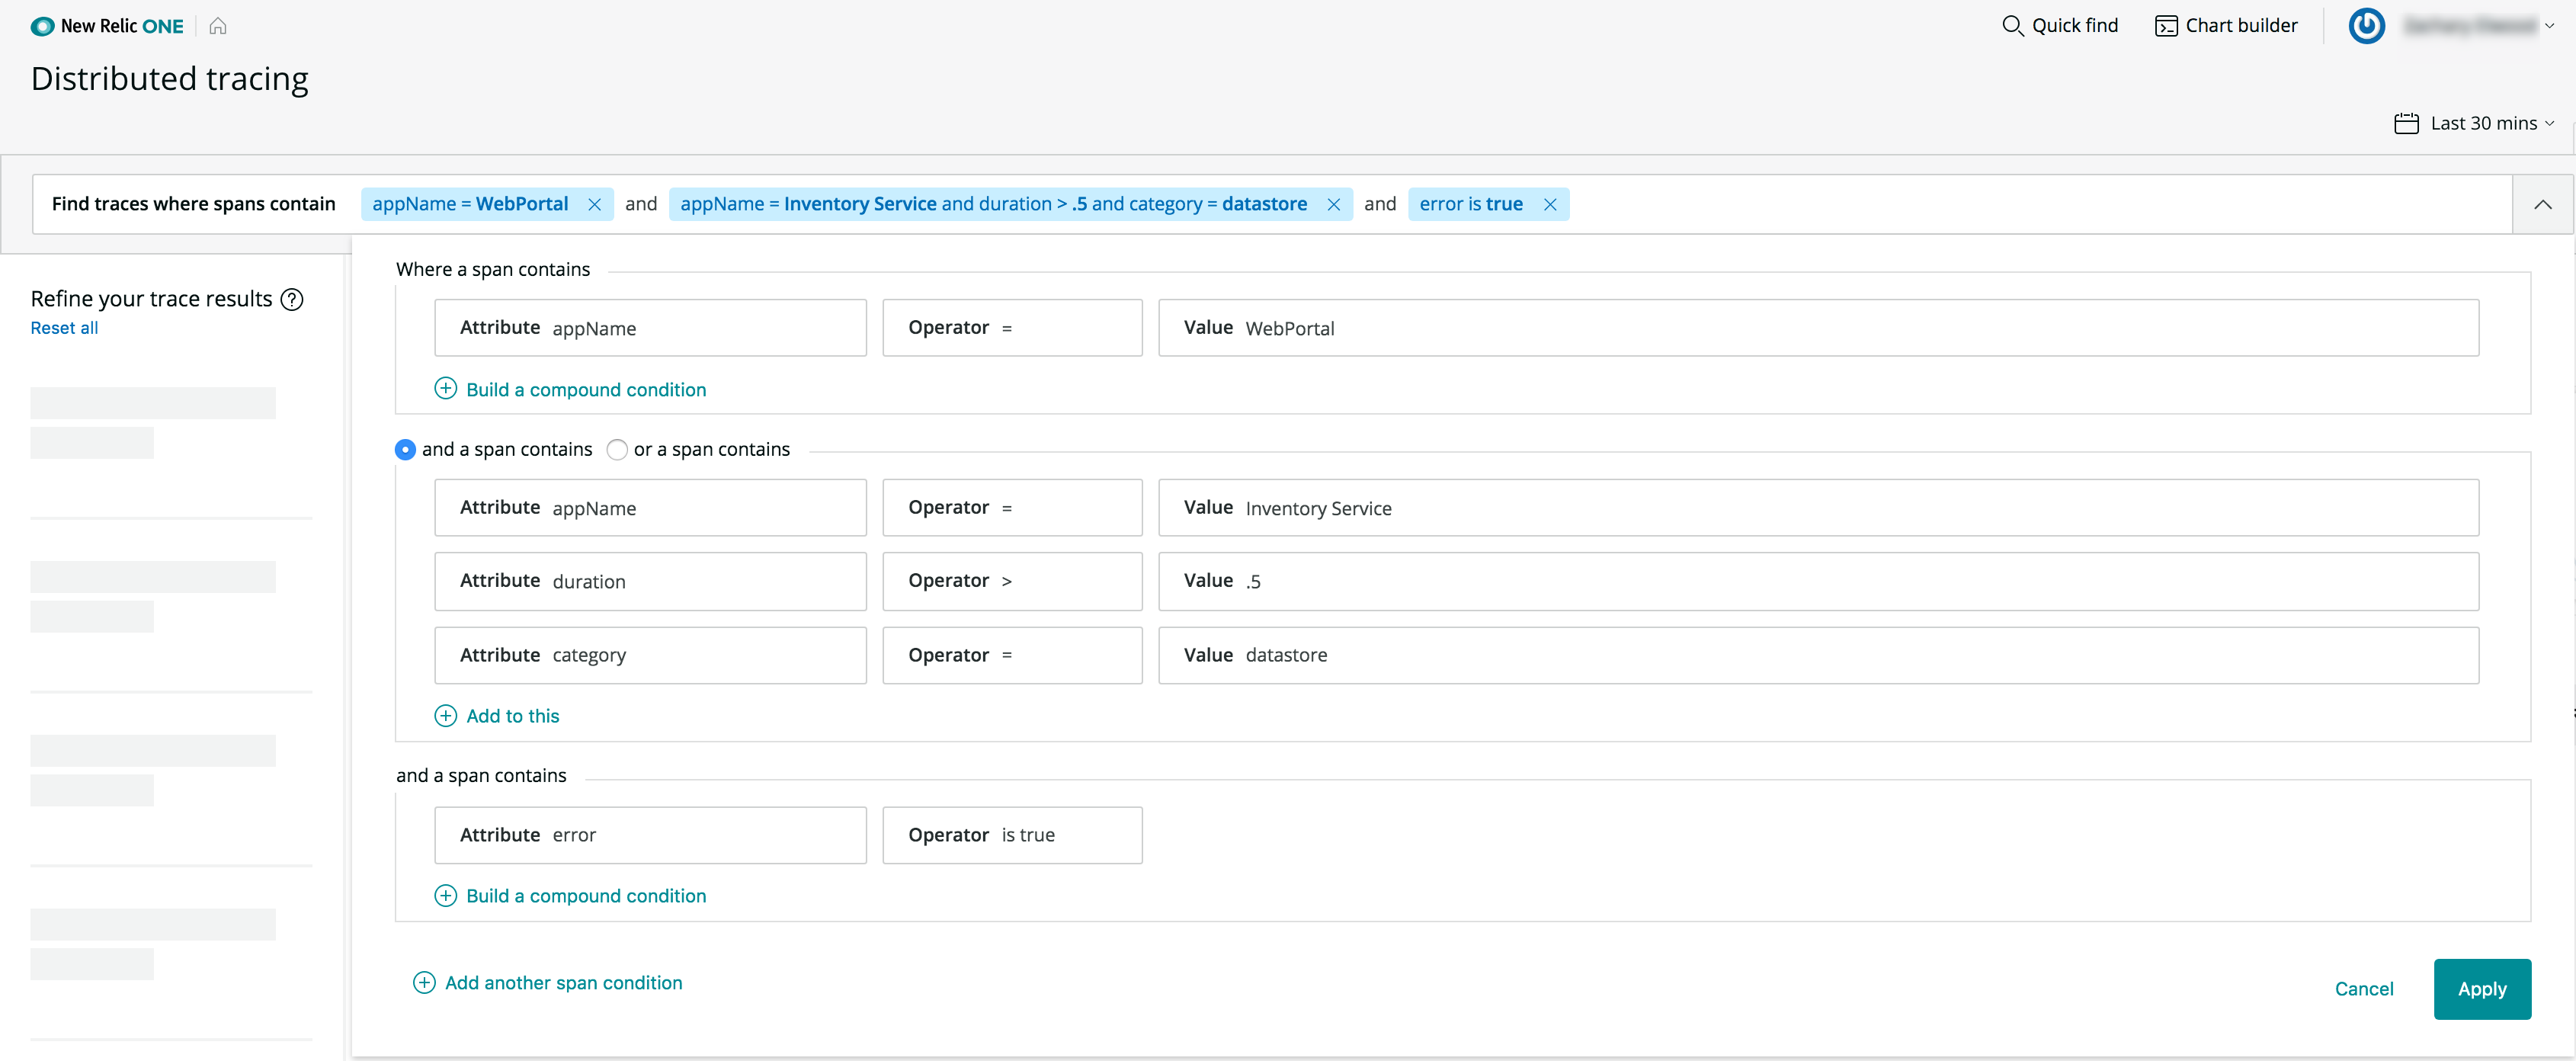 New Relic ONE
Quick find
Chart builder
Distributed tracing
Last 30 mins
Find traces where spans contain appName = WebPortal and appName = Inventory Service and duration > .5 and category = datastore and error is true
Refine your trace results ?
Reset all
Where a span contains
Attribute appName Operator = Value WebPortal
Build a compound condition
and a span contains or a span contains
Attribute appName Operator = Value Inventory Service
Attribute duration Operator > Value .5
Attribute category Operator = Value datastore
Add to this
and a span contains
Attribute error Operator is true
Build a compound condition
Add another span condition
Cancel
Apply